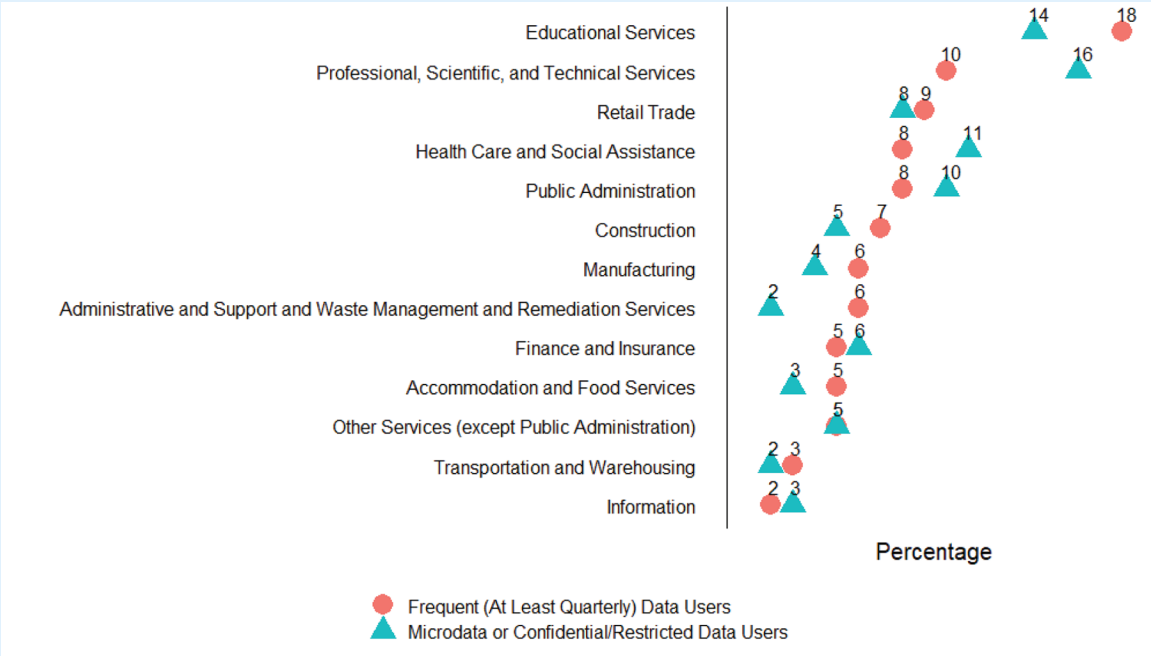 14 18
Educational Services
10 16
Professional, Scientific, and Technical Services
8 9
Retail Trade
8 11
Health Care and Social Assistance
8 10
Public Administration
5 7
Construction
4 6
Manufacturing
2 6
Administrative and Support and Waste Management and Remediation Services
5 6
Finance and Insurance
3 5
Accommodation and Food Services
5
Other Services (except Public Administration)
2 3
Transportation and Warehousing
2 3
Information
Percentage
Frequent (At Least Quarterly) Data Users
Microdata or Confidential/Restricted Data Users